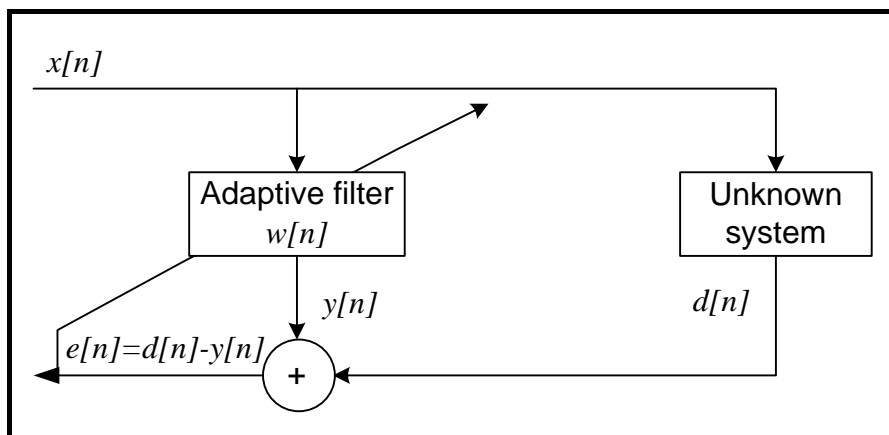 x[n]
Adaptive filter
w[n]
Unknown
system
y[n]
d[n]
e[n]=d[n]-y[n]
+